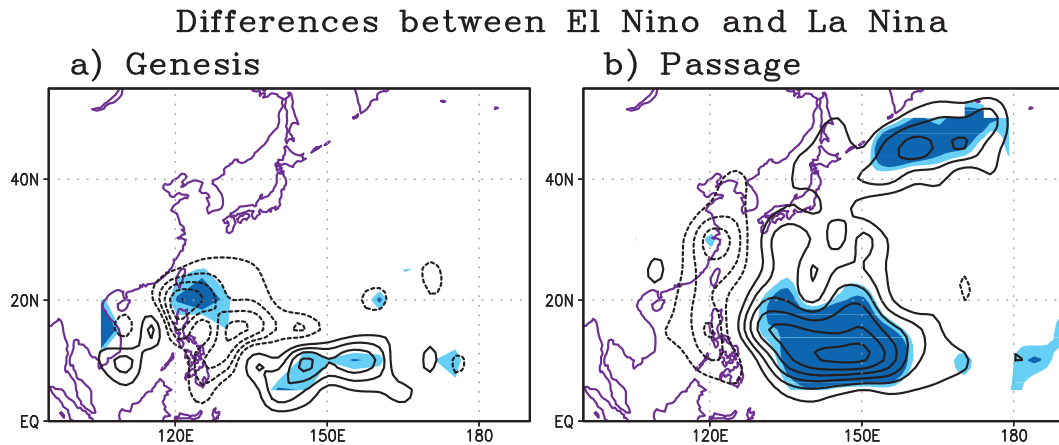 Differences between El Nino and La Nina
a) Genesis
b) Passage
40N
20N
EQ
120E
150E
180
40N
20N
EQ
120E
150E
180